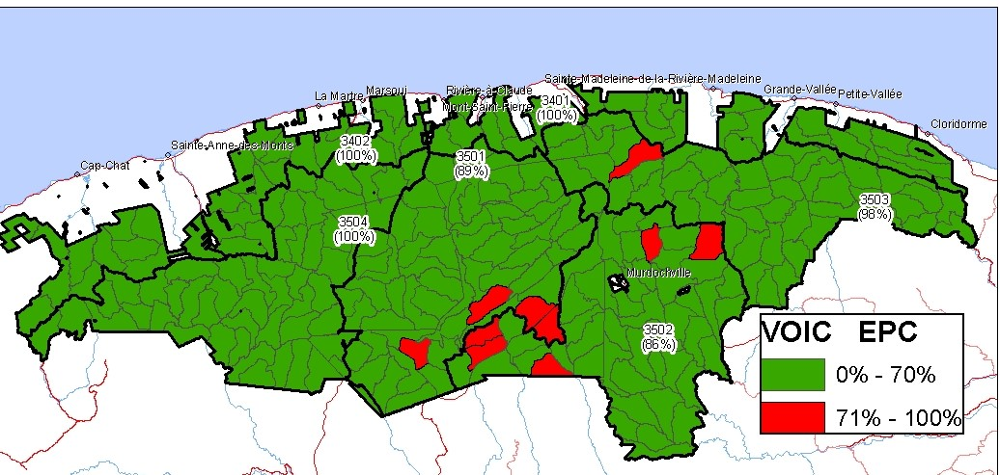 Sainte-Madeleine-de-la-Rivière-Madeleine
Grande-Vallée
Petite-Vallée
La Martre
Marsoui
Rivière-à-Claude
Mont-Saint-Pierre
3401
(100%)
Cloridorme
3402
(100%)
Sainte-Anne-des-Monts
Cap-Chat
3501
(89%)
3503
(98%)
3504
(100%)
Murdochville
3502
(86%)
VOIC EPC
0% - 70%
71% - 100%